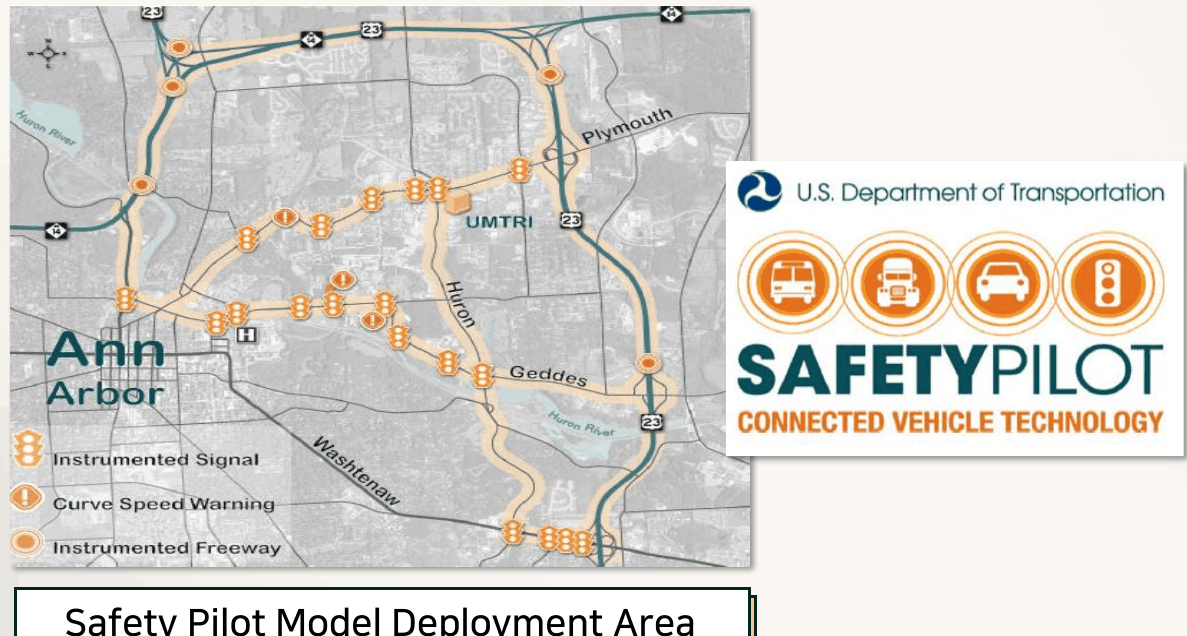 23
14
23
14
N
W E
S
Huron River
Plymouth
14
UMTRI
23
Huron
H
Ann
Arbor
Geddes
23
Huron River
Washtenaw
Instrumented Signal
Curve Speed Warning
Instrumented Freeway
U.S. Department of Transportation
SAFETYPILOT
CONNECTED VEHICLE TECHNOLOGY
Safety Pilot Model Deployment Area